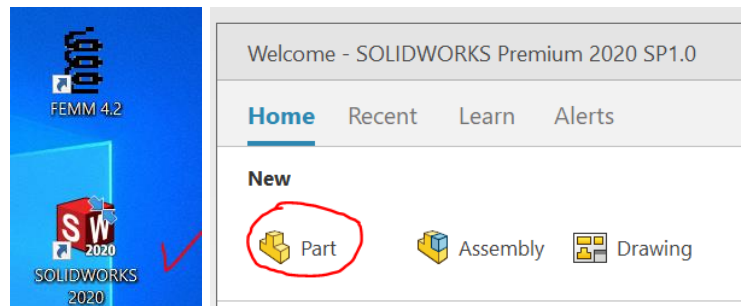 FEMM 4.2
SW
2020
SOLIDWORKS
2020
Welcome - SOLIDWORKS Premium 2020 SP1.0
Home Recent Learn Alerts
New
Part Assembly Drawing